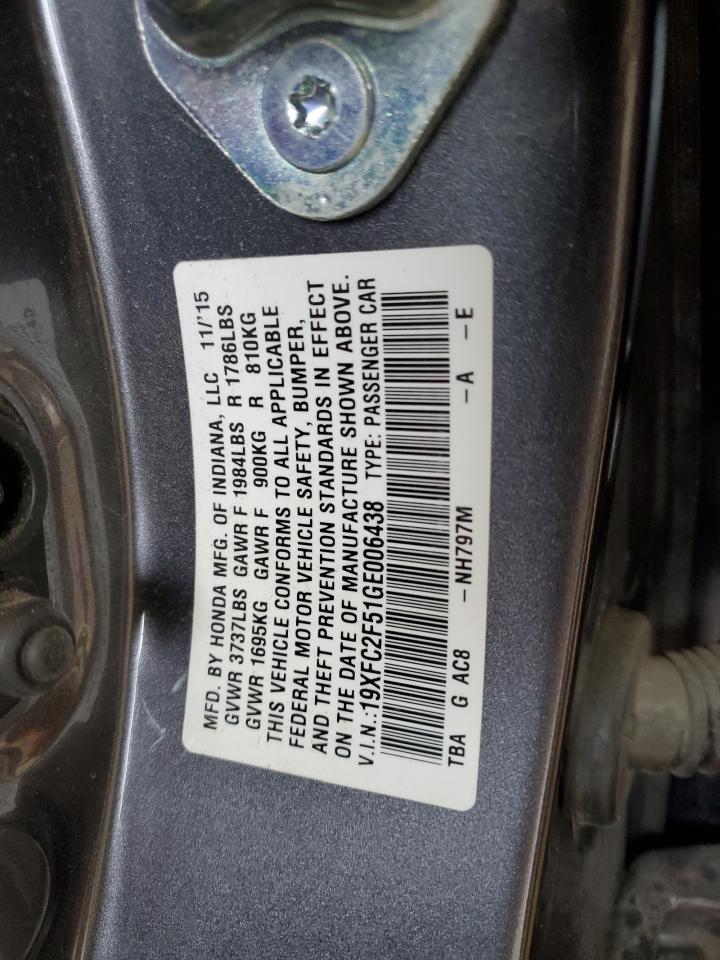 MFD. BY HONDA MFG. OF INDIANA, LLC 11/'15
GVWR 3737LBS GAWR F 1984LBS R 1786LBS
GVWR 1695KG GAWR F 900KG R 810KG
THIS VEHICLE CONFORMS TO ALL APPLICABLE
FEDERAL MOTOR VEHICLE SAFETY, BUMPER,
AND THEFT PREVENTION STANDARDS IN EFFECT
ON THE DATE OF MANUFACTURE SHOWN ABOVE.
V.I.N.:19XFC2F51GE006438 TYPE: PASSENGER CAR
TBA G AC8 -NH797M -A -E